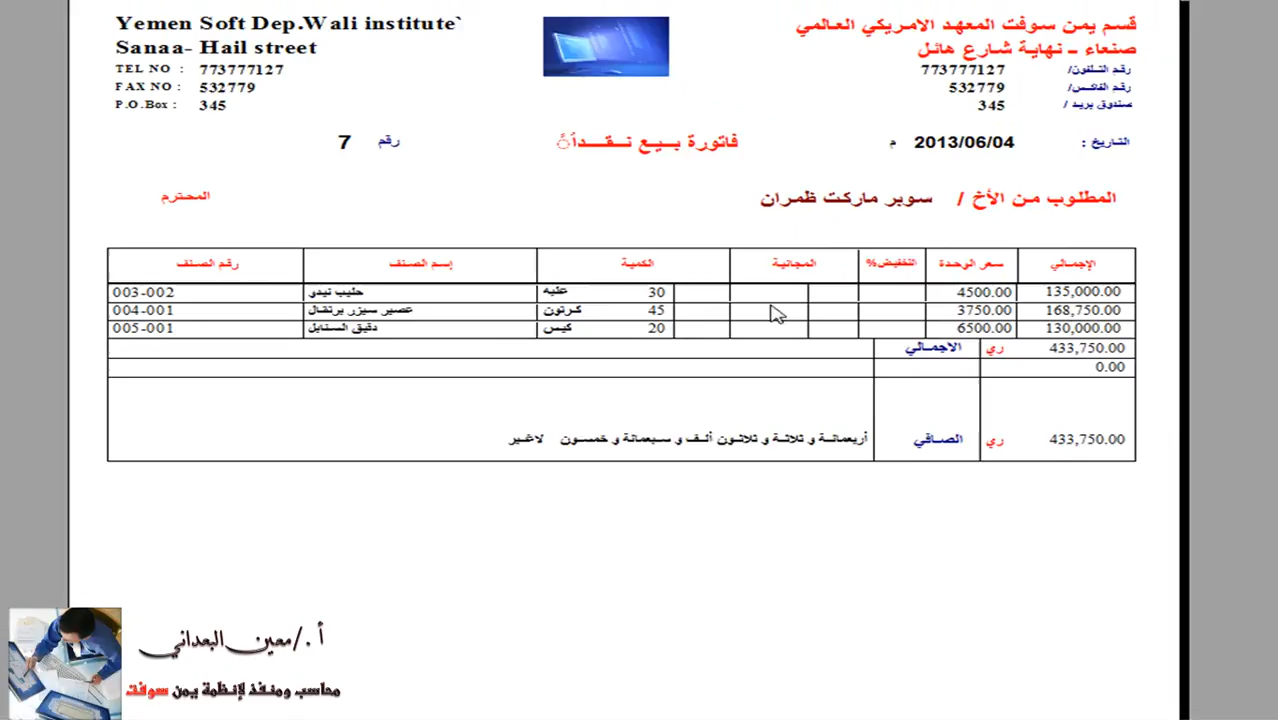 Yemen Soft Dep.Wali institute`
Sanaa- Hail street
TEL NO : 773777127
FAX NO : 532779
P.O.Box : 345
قسم يمن سوفت المعهد الامريكي العالمي
صنعاء - نهاية شارع هائل
رقم التلفون/ 773777127
رقم الفاكس/ 532779
صندوق بريد / 345
التاريخ : 2013/06/04 م
فاتورة بيع نقداً
رقم 7
المطلوب من الأخ / سوبر ماركت ظمران المحترم
الإجمالي سعر الوحدة التخفيض% المجانية الكمية إسم الصنف رقم الصنف
135,000.00 4500.00 30 علبه حليب نيدو 003-002
168,750.00 3750.00 45 كرتون عصير سيزر برتقال 004-001
130,000.00 6500.00 20 كيس دقيق السنابل 005-001
433,750.00 ري الاجمالي
0.00
433,750.00 ري الصافي أربعمائة و ثلاثة و ثلاثون ألف و سبعمائة و خمسون لاغير
أ./معين البعداني
محاسب ومنفذ لإنظمة يمن سوفت